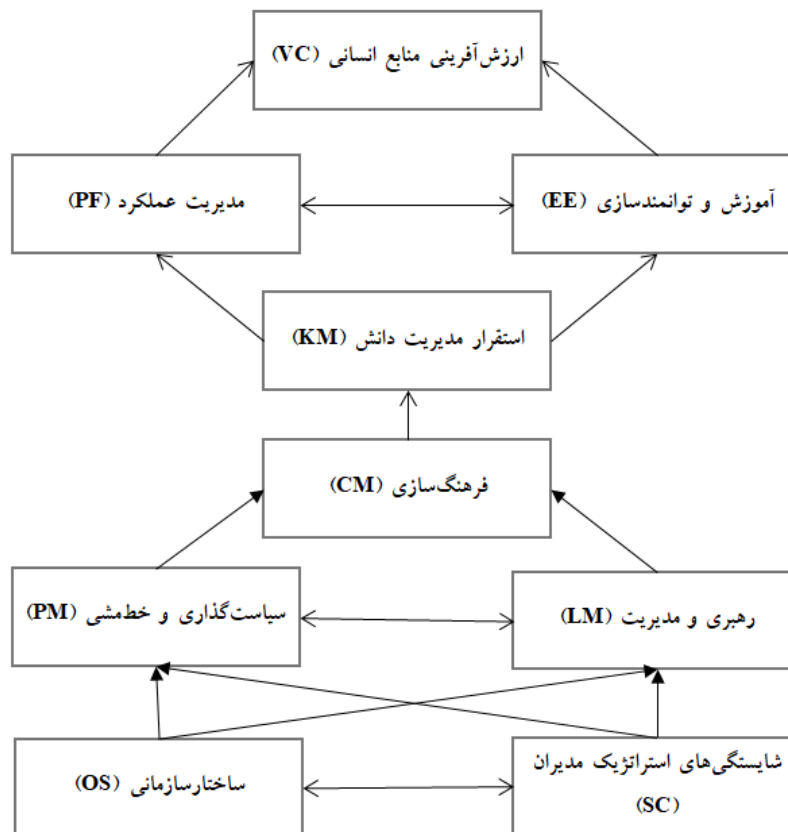 ارزش‌آفرینی منابع انسانی (VC)
آموزش و توانمندسازی (EE)
مدیریت عملکرد (PF)
استقرار مدیریت دانش (KM)
فرهنگ‌سازی (CM)
رهبری و مدیریت (LM)
سیاست‌گذاری و خط‌مشی (PM)
شایستگی‌های استراتژیک مدیران
(SC)
ساختارسازمانی (OS)